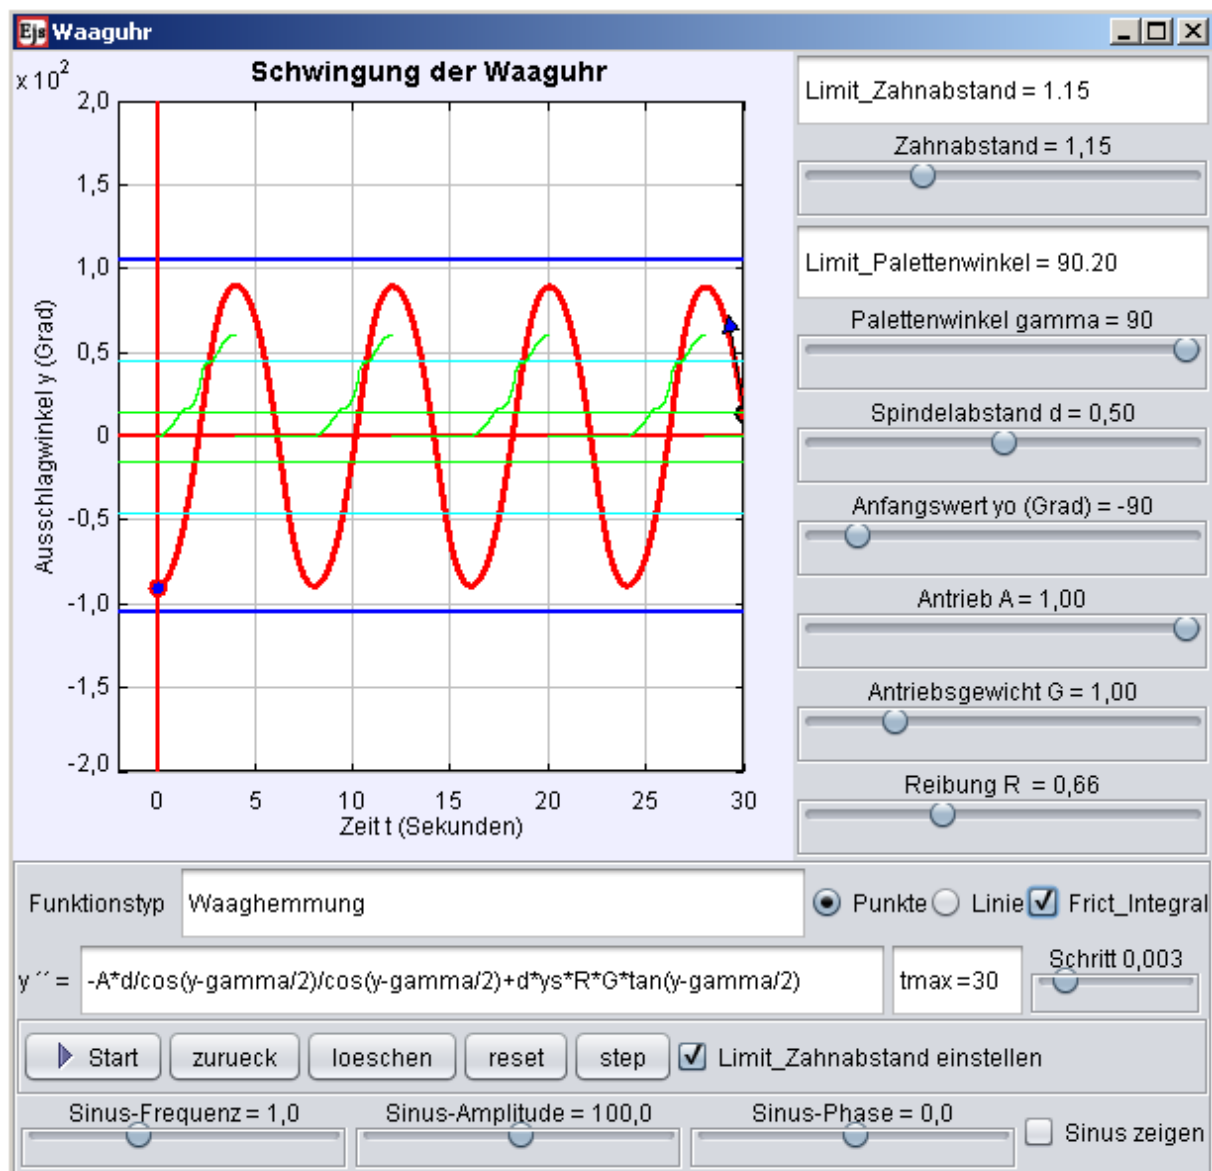 Ejs Waaguhr
x 10²
Schwingung der Waaguhr
2,0
1,5
1,0
0,5
0
-0,5
-1,0
-1,5
-2,0
Ausschlagwinkel y (Grad)
0 5 10 15 20 25 30
Zeit t (Sekunden)
Limit_Zahnabstand = 1.15
Zahnabstand = 1,15
Limit_Palettenwinkel = 90.20
Palettenwinkel gamma = 90
Spindelabstand d = 0,50
Anfangswert yo (Grad) = -90
Antrieb A = 1,00
Antriebsgewicht G = 1,00
Reibung R = 0,66
Funktionstyp Waaghemmung Punkte Linie Frict_Integral
y ´´ = -A*d/cos(y-gamma/2)/cos(y-gamma/2)+d*ys*R*G*tan(y-gamma/2) tmax=30 Schritt 0,003
Start zurueck loeschen reset step Limit_Zahnabstand einstellen
Sinus-Frequenz = 1,0 Sinus-Amplitude = 100,0 Sinus-Phase = 0,0 Sinus zeigen